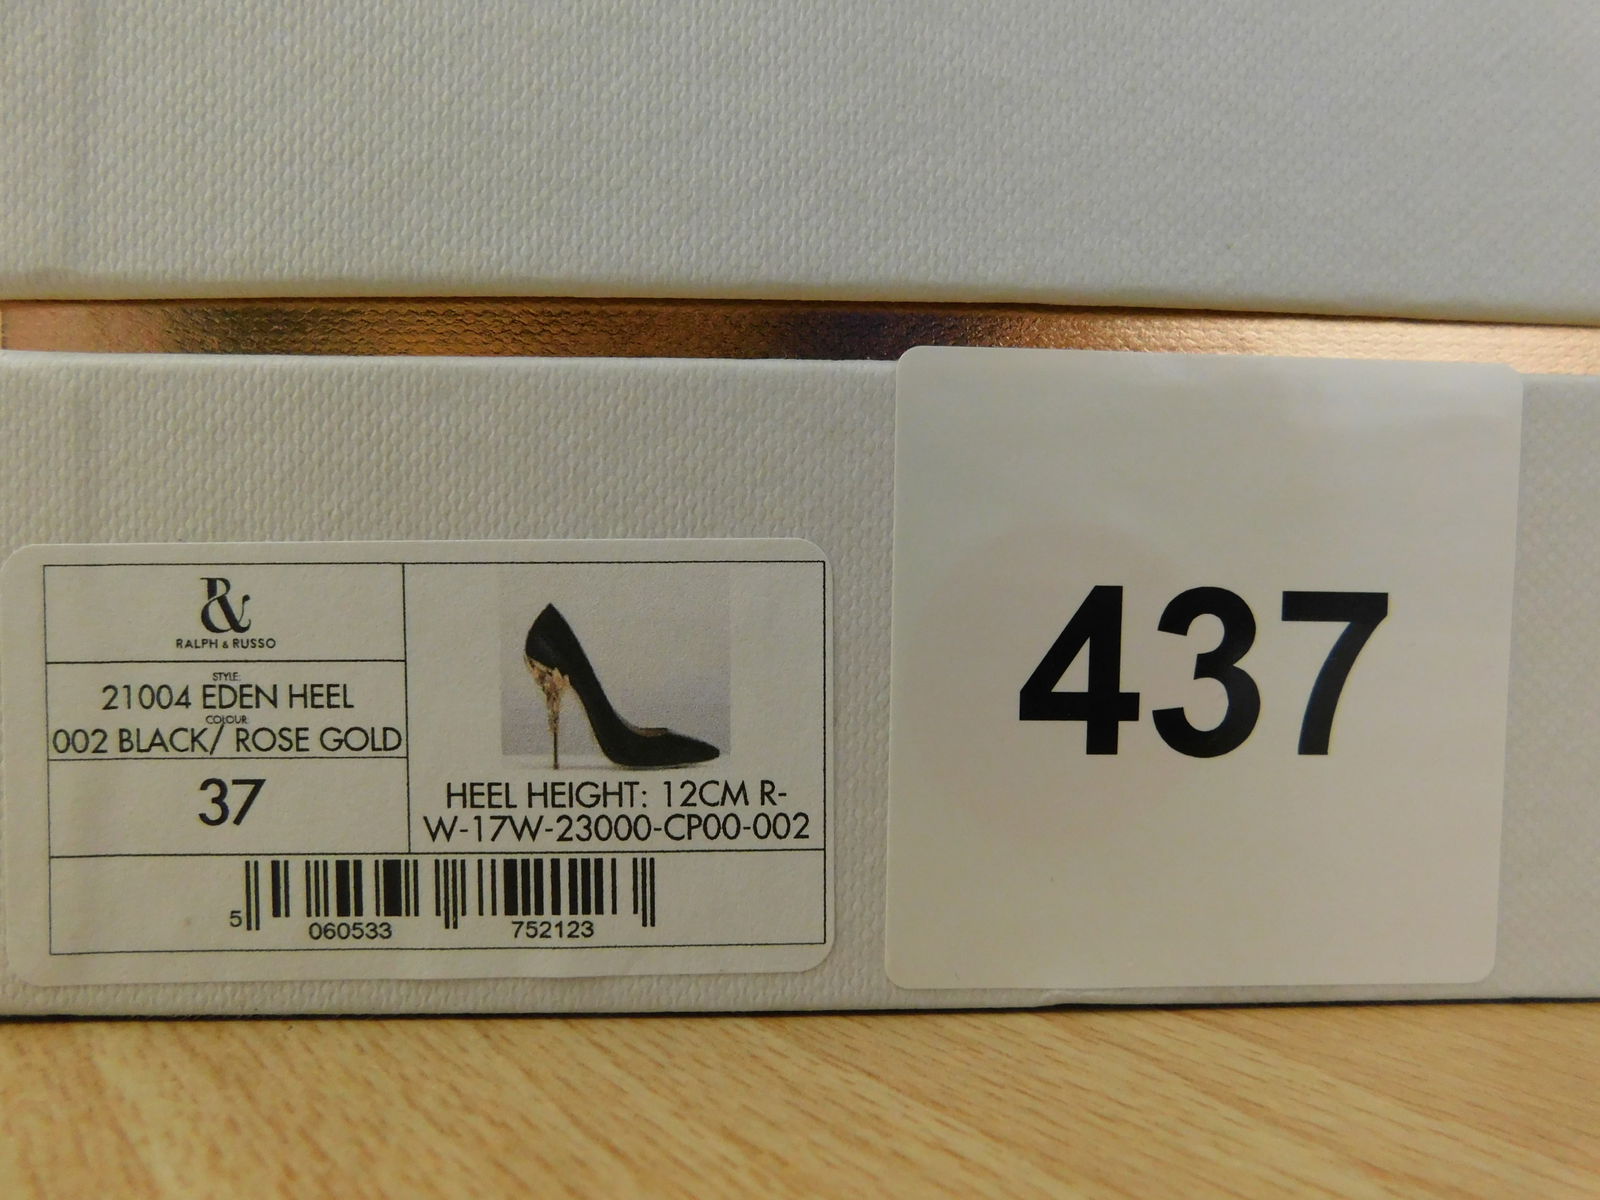 R&
RALPH & RUSSO
STYLE:
21004 EDEN HEEL
COLOUR:
002 BLACK/ ROSE GOLD
37
HEEL HEIGHT: 12CM R-
W-17W-23000-CP00-002
5 060533 752123
437